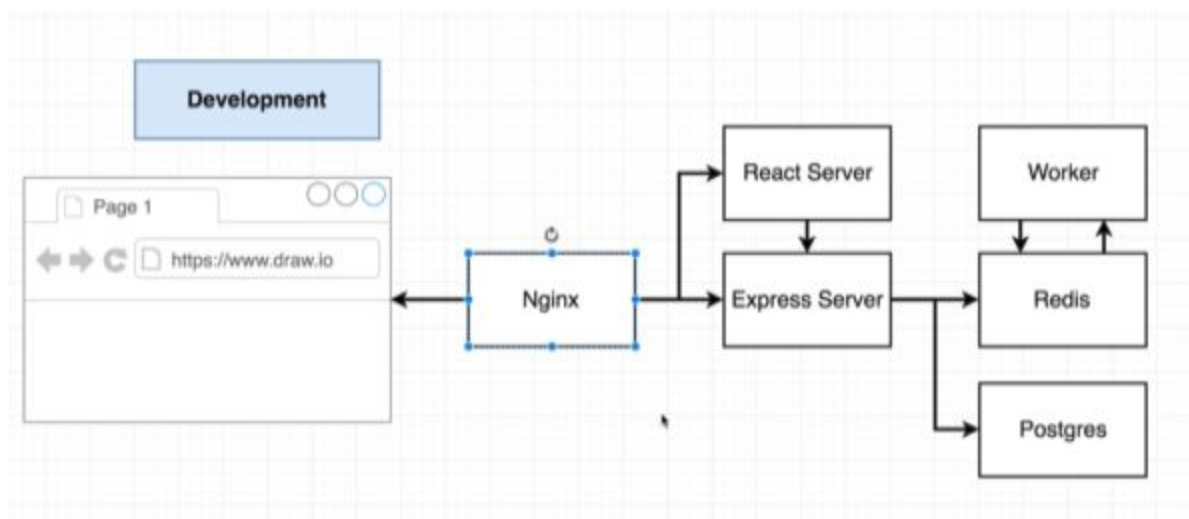 Development
Page 1
https://www.draw.io
Nginx
React Server
Express Server
Worker
Redis
Postgres